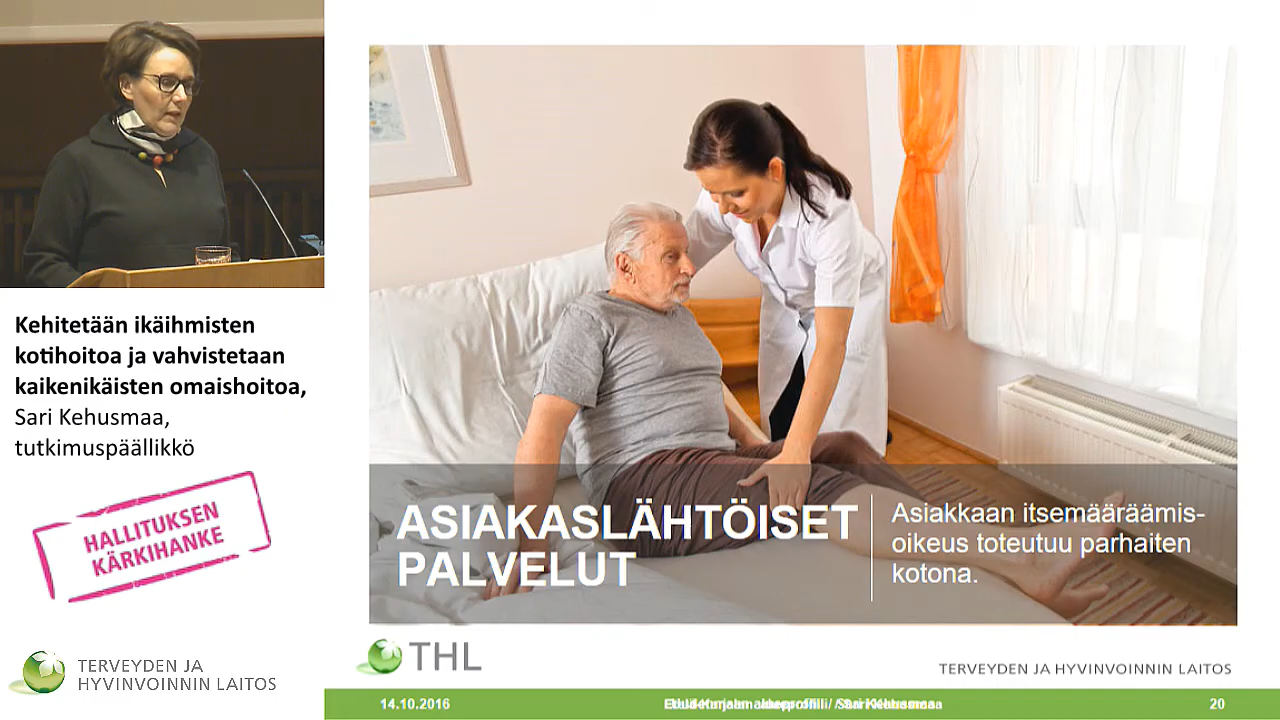 Kehitetään ikäihmisten
kotihoitoa ja vahvistetaan
kaikenikäisten omaishoitoa,
Sari Kehusmaa,
tutkimuspäällikkö
HALLITUKSEN
KÄRKIHANKE
TERVEYDEN JA
HYVINVOINNIN LAITOS
ASIAKASLÄHTÖISET
PALVELUT
Asiakkaan itsemääräämis-
oikeus toteutuu parhaiten
kotona.
THL
TERVEYDEN JA HYVINVOINNIN LAITOS
14.10.2016
20